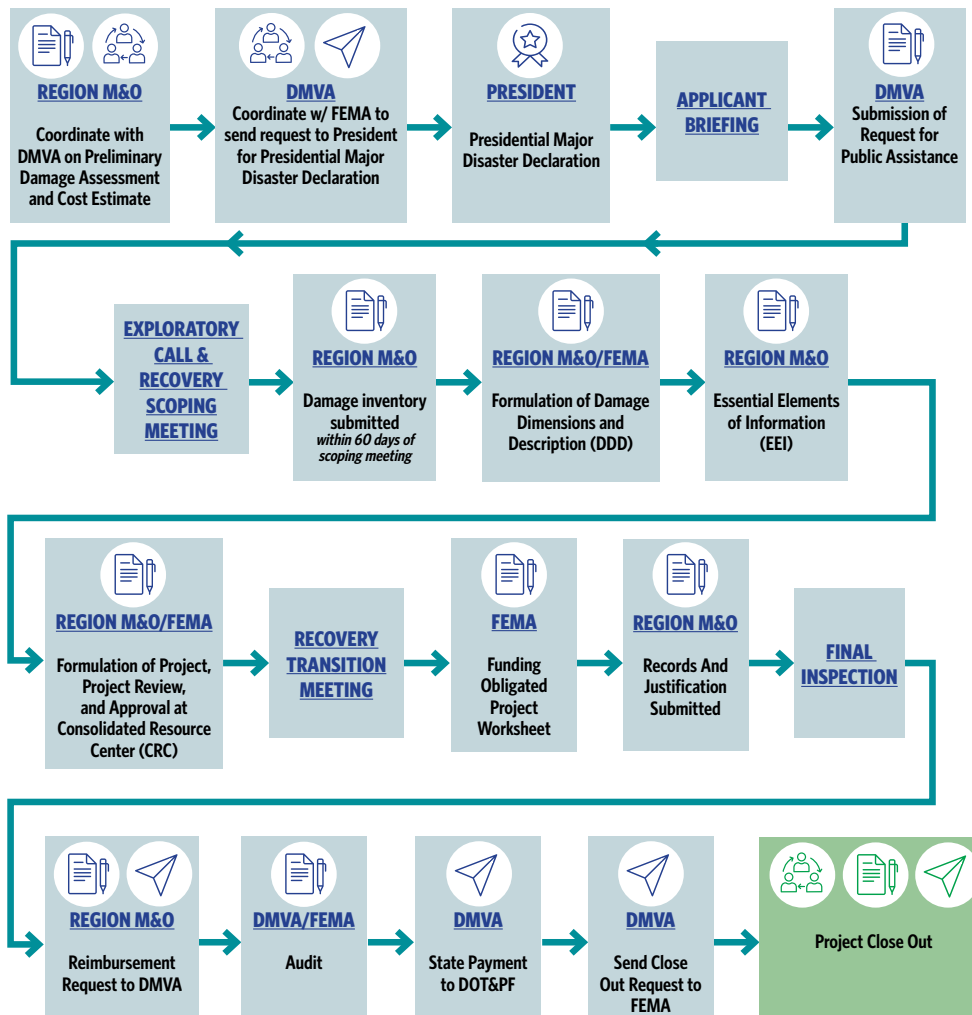 REGION M&O
Coordinate with
DMVA on Preliminary
Damage Assessment
and Cost Estimate
DMVA
Coordinate w/ FEMA to
send request to President
for Presidential Major
Disaster Declaration
PRESIDENT
Presidential Major
Disaster Declaration
APPLICANT
BRIEFING
DMVA
Submission of
Request for
Public Assistance
EXPLORATORY
CALL &
RECOVERY
SCOPING
MEETING
REGION M&O
Damage inventory
submitted
within 60 days of
scoping meeting
REGION M&O/FEMA
Formulation of Damage
Dimensions and
Description (DDD)
REGION M&O
Essential Elements
of Information
(EEI)
REGION M&O/FEMA
Formulation of Project,
Project Review,
and Approval at
Consolidated Resource
Center (CRC)
RECOVERY
TRANSITION
MEETING
FEMA
Funding
Obligated
Project
Worksheet
REGION M&O
Records And
Justification
Submitted
FINAL
INSPECTION
REGION M&O
Reimbursement
Request to DMVA
DMVA/FEMA
Audit
DMVA
State Payment
to DOT&PF
DMVA
Send Close
Out Request to
FEMA
Project Close Out